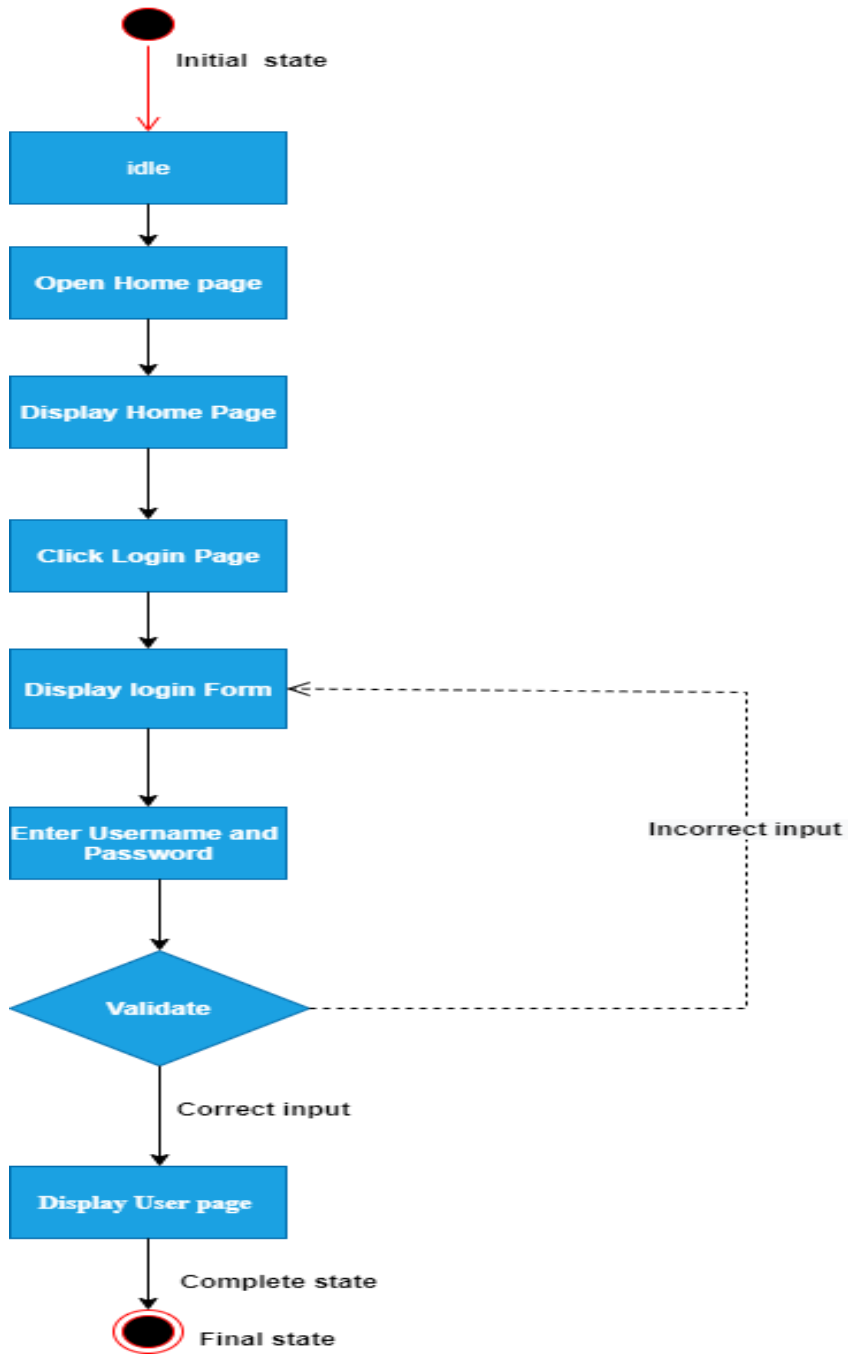 Initial state
idle
Open Home page
Display Home Page
Click Login Page
Display login Form
Enter Username and
Password
Incorrect input
Validate
Correct input
Display User page
Complete state
Final state